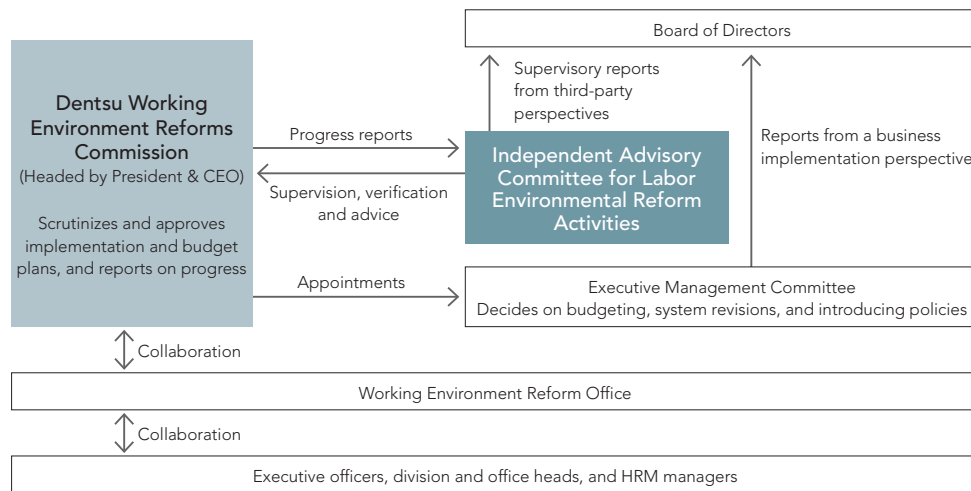 Board of Directors
Dentsu Working
Environment Reforms
Commission
(Headed by President & CEO)
Scrutinizes and approves
implementation and budget
plans, and reports on progress
Progress reports
Supervision, verification
and advice
Appointments
Supervisory reports
from third-party
perspectives
Independent Advisory
Committee for Labor
Environmental Reform
Activities
Reports from a business
implementation perspective
Executive Management Committee
Decides on budgeting, system revisions, and introducing policies
Collaboration
Working Environment Reform Office
Collaboration
Executive officers, division and office heads, and HRM managers